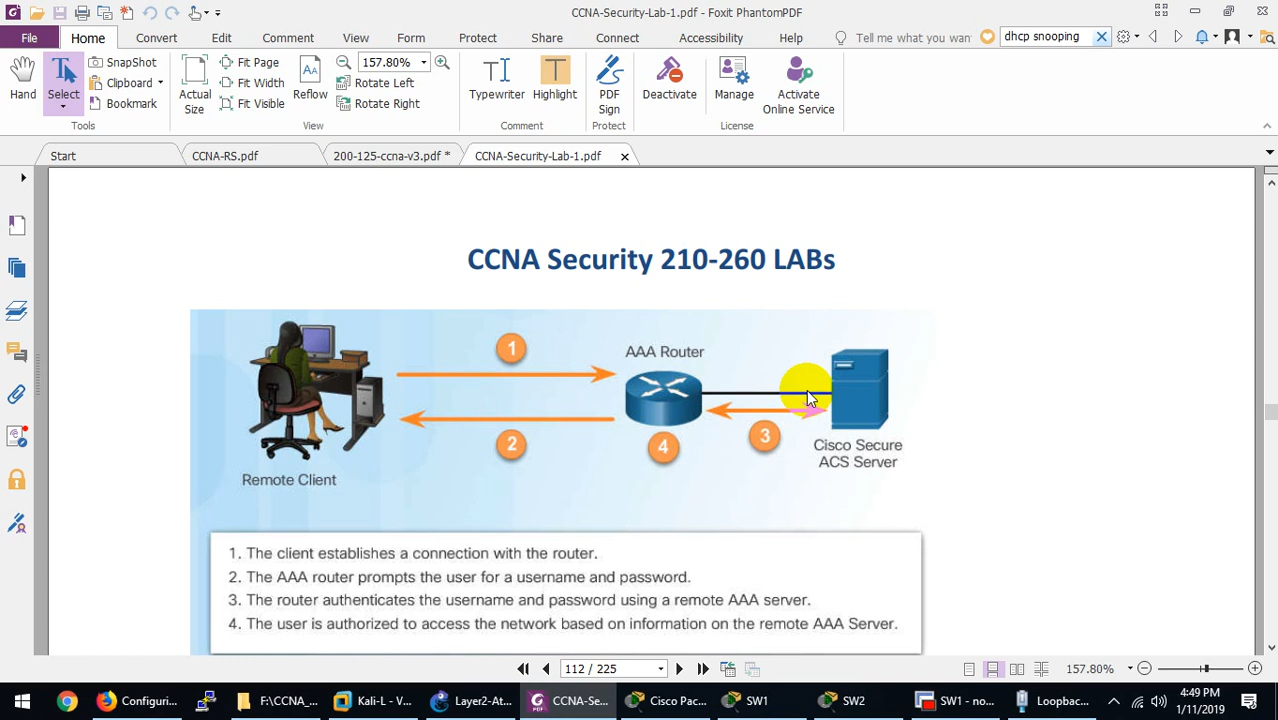 CCNA-Security-Lab-1.pdf - Foxit PhantomPDF
File Home Convert Edit Comment View Form Protect Share Connect Accessibility Help Tell me what you want dhcp snooping
Hand
Select
SnapShot
Clipboard
Bookmark
Tools
Actual Size
Fit Page
Fit Width
Fit Visible
Reflow
157.80%
Rotate Left
Rotate Right
View
Typewriter
Highlight
Comment
PDF Sign
Protect
Deactivate
Manage
License
Activate Online Service
Start CCNA-RS.pdf 200-125-ccna-v3.pdf * CCNA-Security-Lab-1.pdf
CCNA Security 210-260 LABs
1
AAA Router
2
4
3
Cisco Secure
ACS Server
Remote Client
1. The client establishes a connection with the router.
2. The AAA router prompts the user for a username and password.
3. The router authenticates the username and password using a remote AAA server.
4. The user is authorized to access the network based on information on the remote AAA Server.
112 / 225
157.80%
Configuri... F:\CCNA_... Kali-L - V... Layer2-At... CCNA-Se... Cisco Pac... SW1 SW2 SW1 - no... Loopbac...
4:49 PM
1/11/2019